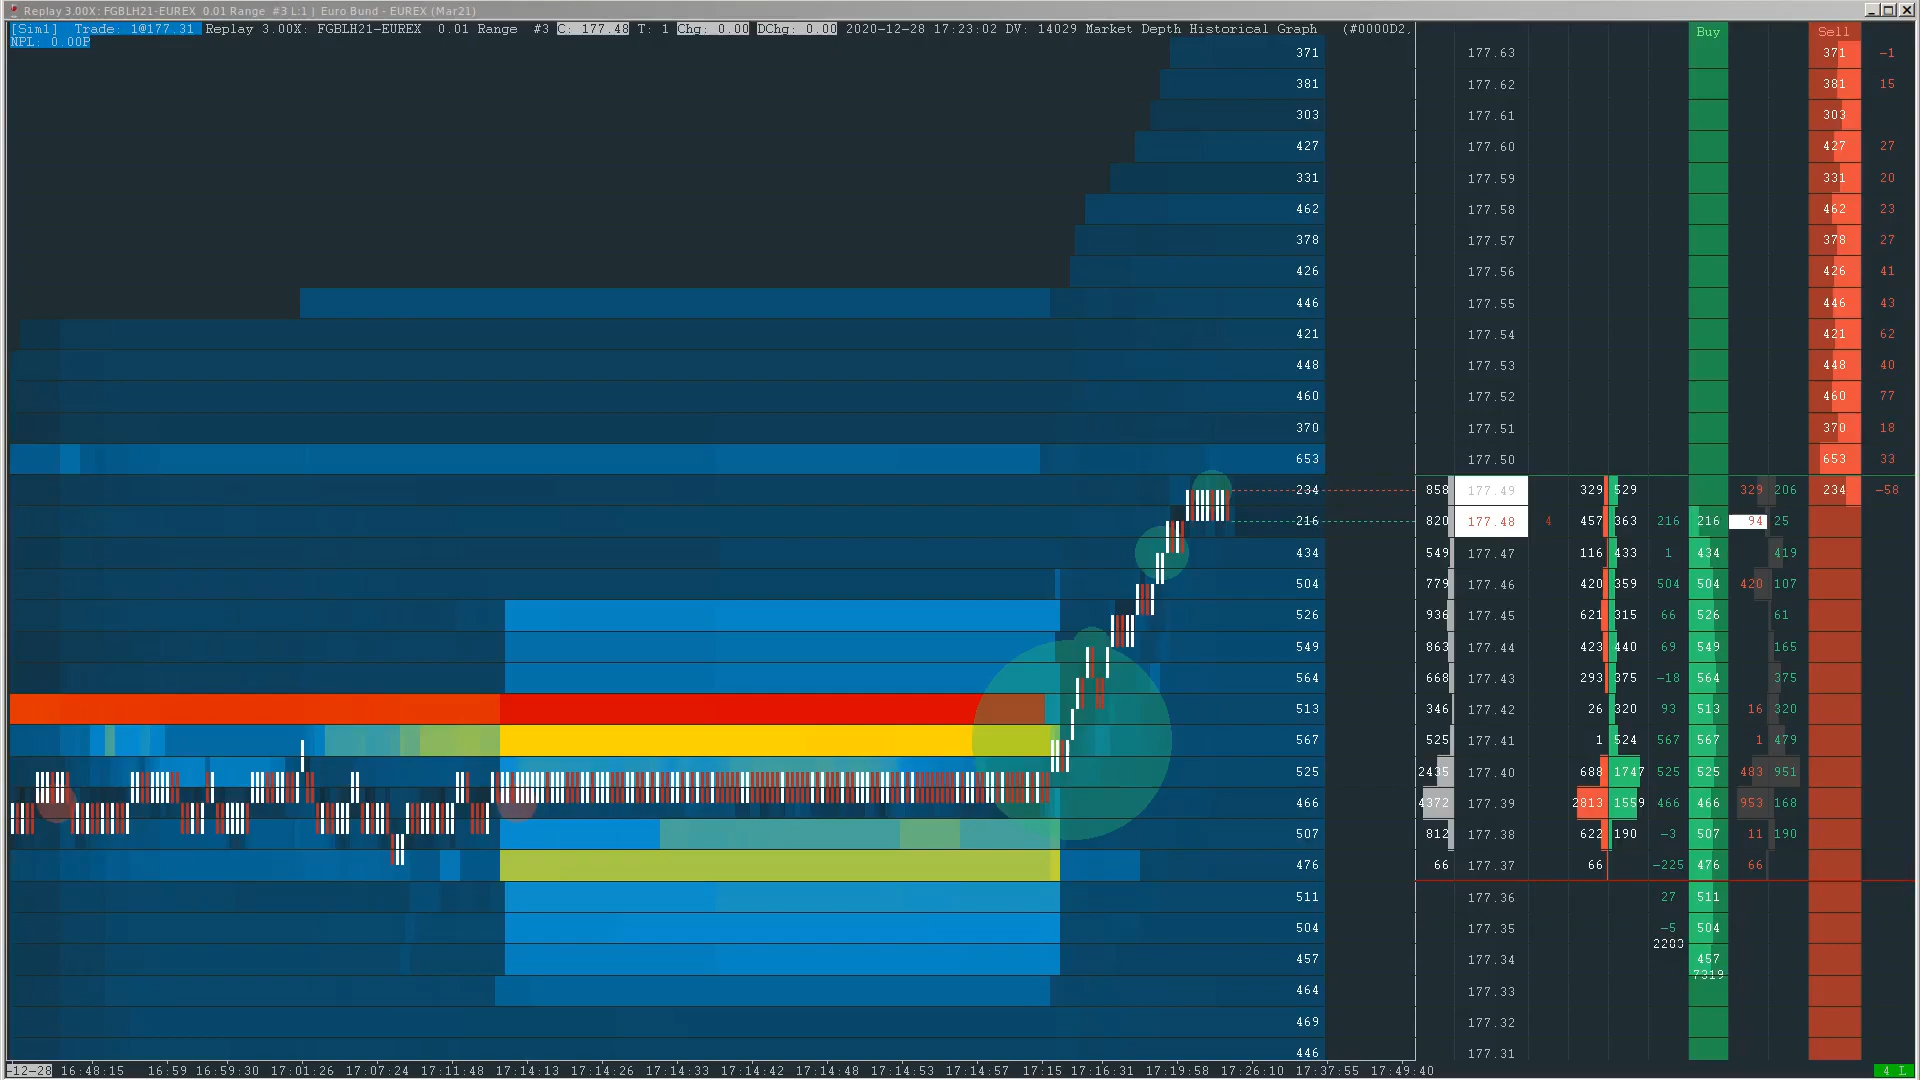 Replay 3.00X: FGBLH21-EUREX 0.01 Range #3 L:1 | Euro Bund - EUREX (Mar21)
[Sim1] Trade: 1@177.31 Replay 3.00X: FGBLH21-EUREX 0.01 Range #3 C: 177.48 T: 1 Chg: 0.00 DChg: 0.00 2020-12-28 17:23:02 DV: 14029 Market Depth Historical Graph (#0000D2,
NPL: 0.00P
Buy Sell
371 177.63 371 -1
381 177.62 381 15
303 177.61 303
427 177.60 427 27
331 177.59 331 20
462 177.58 462 23
378 177.57 378 27
426 177.56 426 41
446 177.55 446 43
421 177.54 421 62
448 177.53 448 40
460 177.52 460 77
370 177.51 370 18
653 177.50 653 33
234 858 177.49 329 529 329 206 234 -58
216 820 177.48 4 457 363 216 216 94 25
434 549 177.47 116 433 1 434 419
504 779 177.46 420 359 504 504 420 107
526 936 177.45 621 315 66 526 61
549 863 177.44 423 440 69 549 165
564 668 177.43 293 375 -18 564 375
513 346 177.42 26 320 93 513 16 320
567 525 177.41 1 524 567 567 1 479
525 2435 177.40 688 1747 525 525 483 951
466 4372 177.39 2813 1559 466 466 953 168
507 812 177.38 622 190 -3 507 11 190
476 66 177.37 66 -225 476 66
511 177.36 27 511
504 177.35 -5 504
2203
457 177.34 457
7319
464 177.33
469 177.32
446 177.31
-12-28 16:48:15 16:59 16:59:30 17:01:26 17:07:24 17:11:48 17:14:13 17:14:26 17:14:33 17:14:42 17:14:48 17:14:53 17:14:57 17:15 17:16:31 17:19:58 17:26:10 17:37:55 17:49:40
4 L